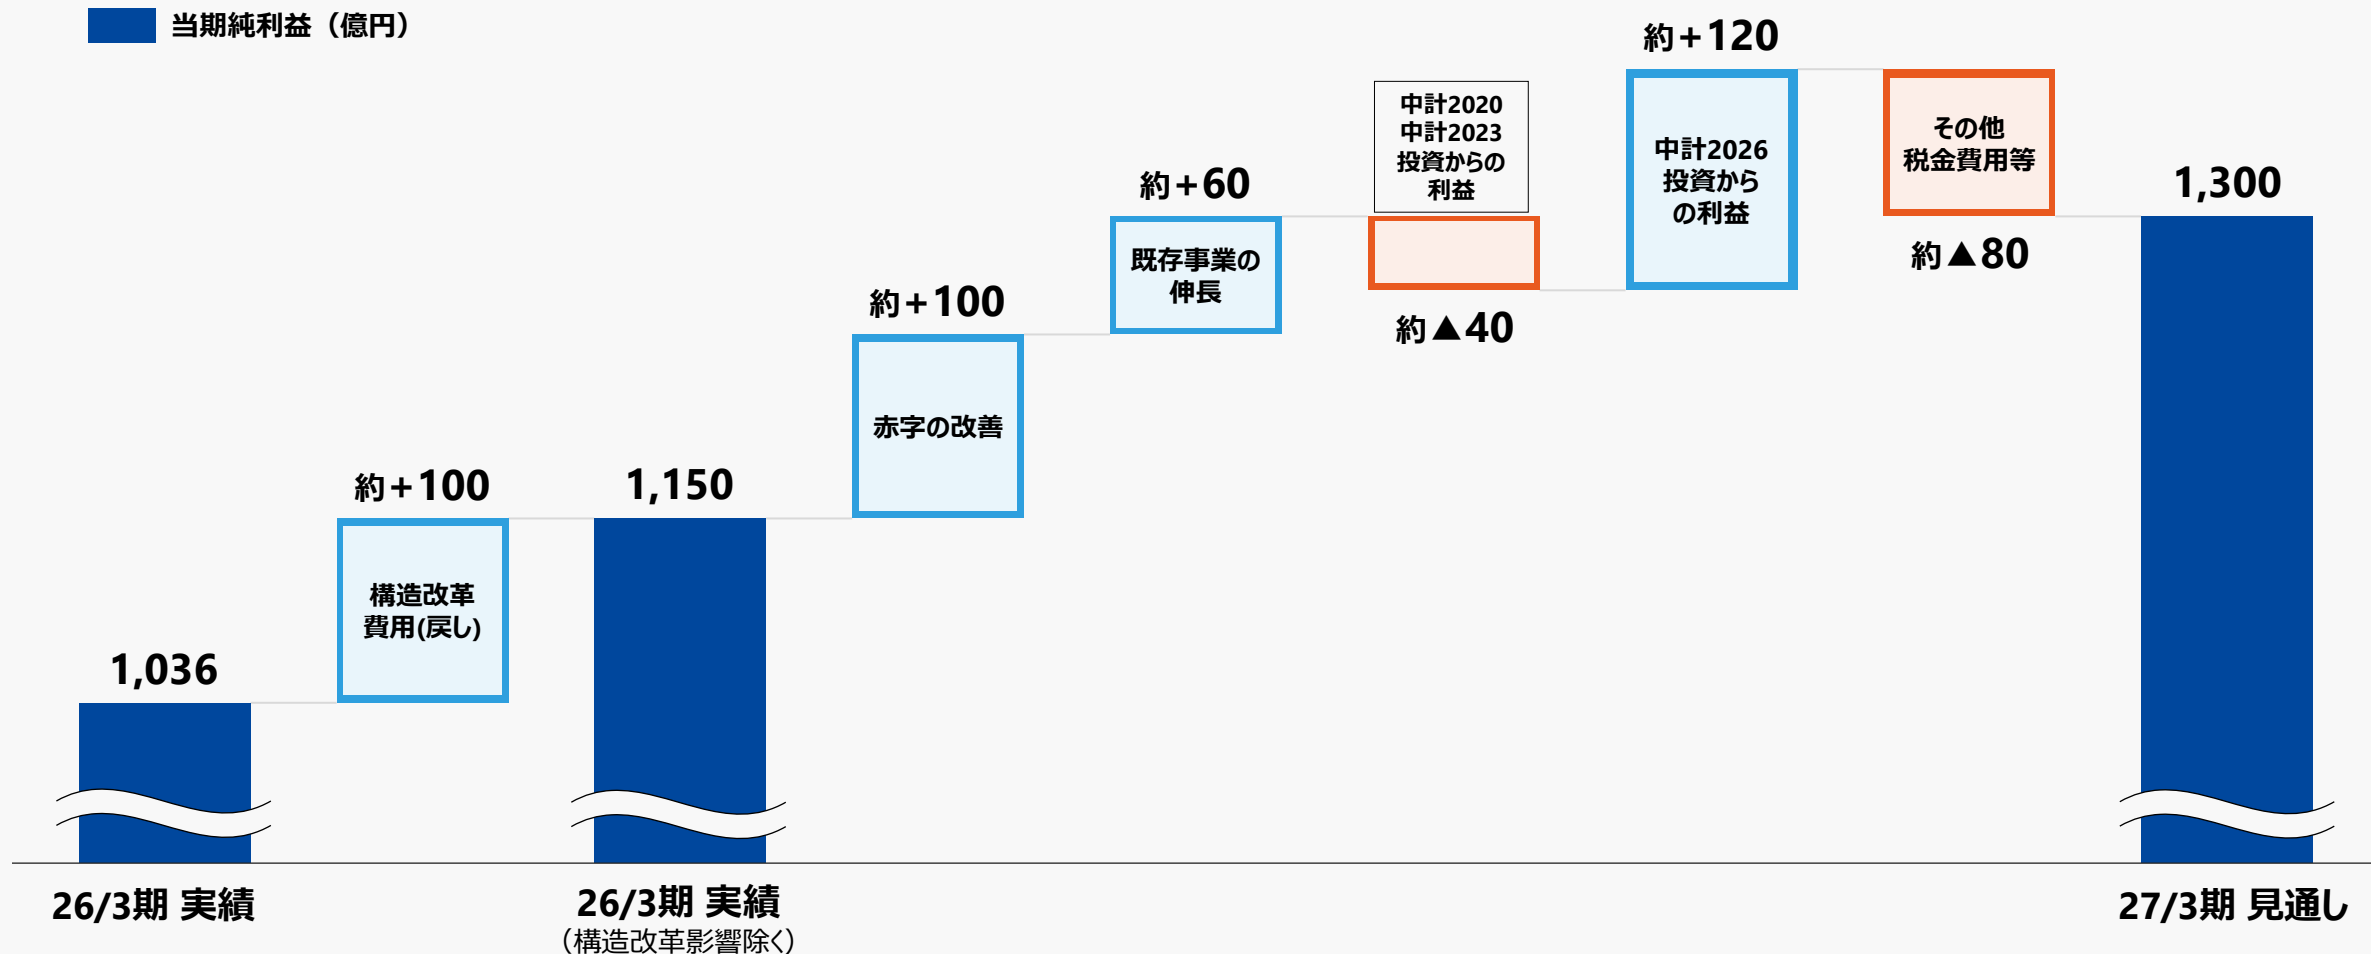 当期純利益（億円）
1,036
約+100
構造改革
費用(戻し)
1,150
約+100
赤字の改善
約+60
既存事業の
伸長
中計2020
中計2023
投資からの
利益
約▲40
約+120
中計2026
投資から
の利益
その他
税金費用等
約▲80
1,300
26/3期 実績
26/3期 実績
（構造改革影響除く）
27/3期 見通し